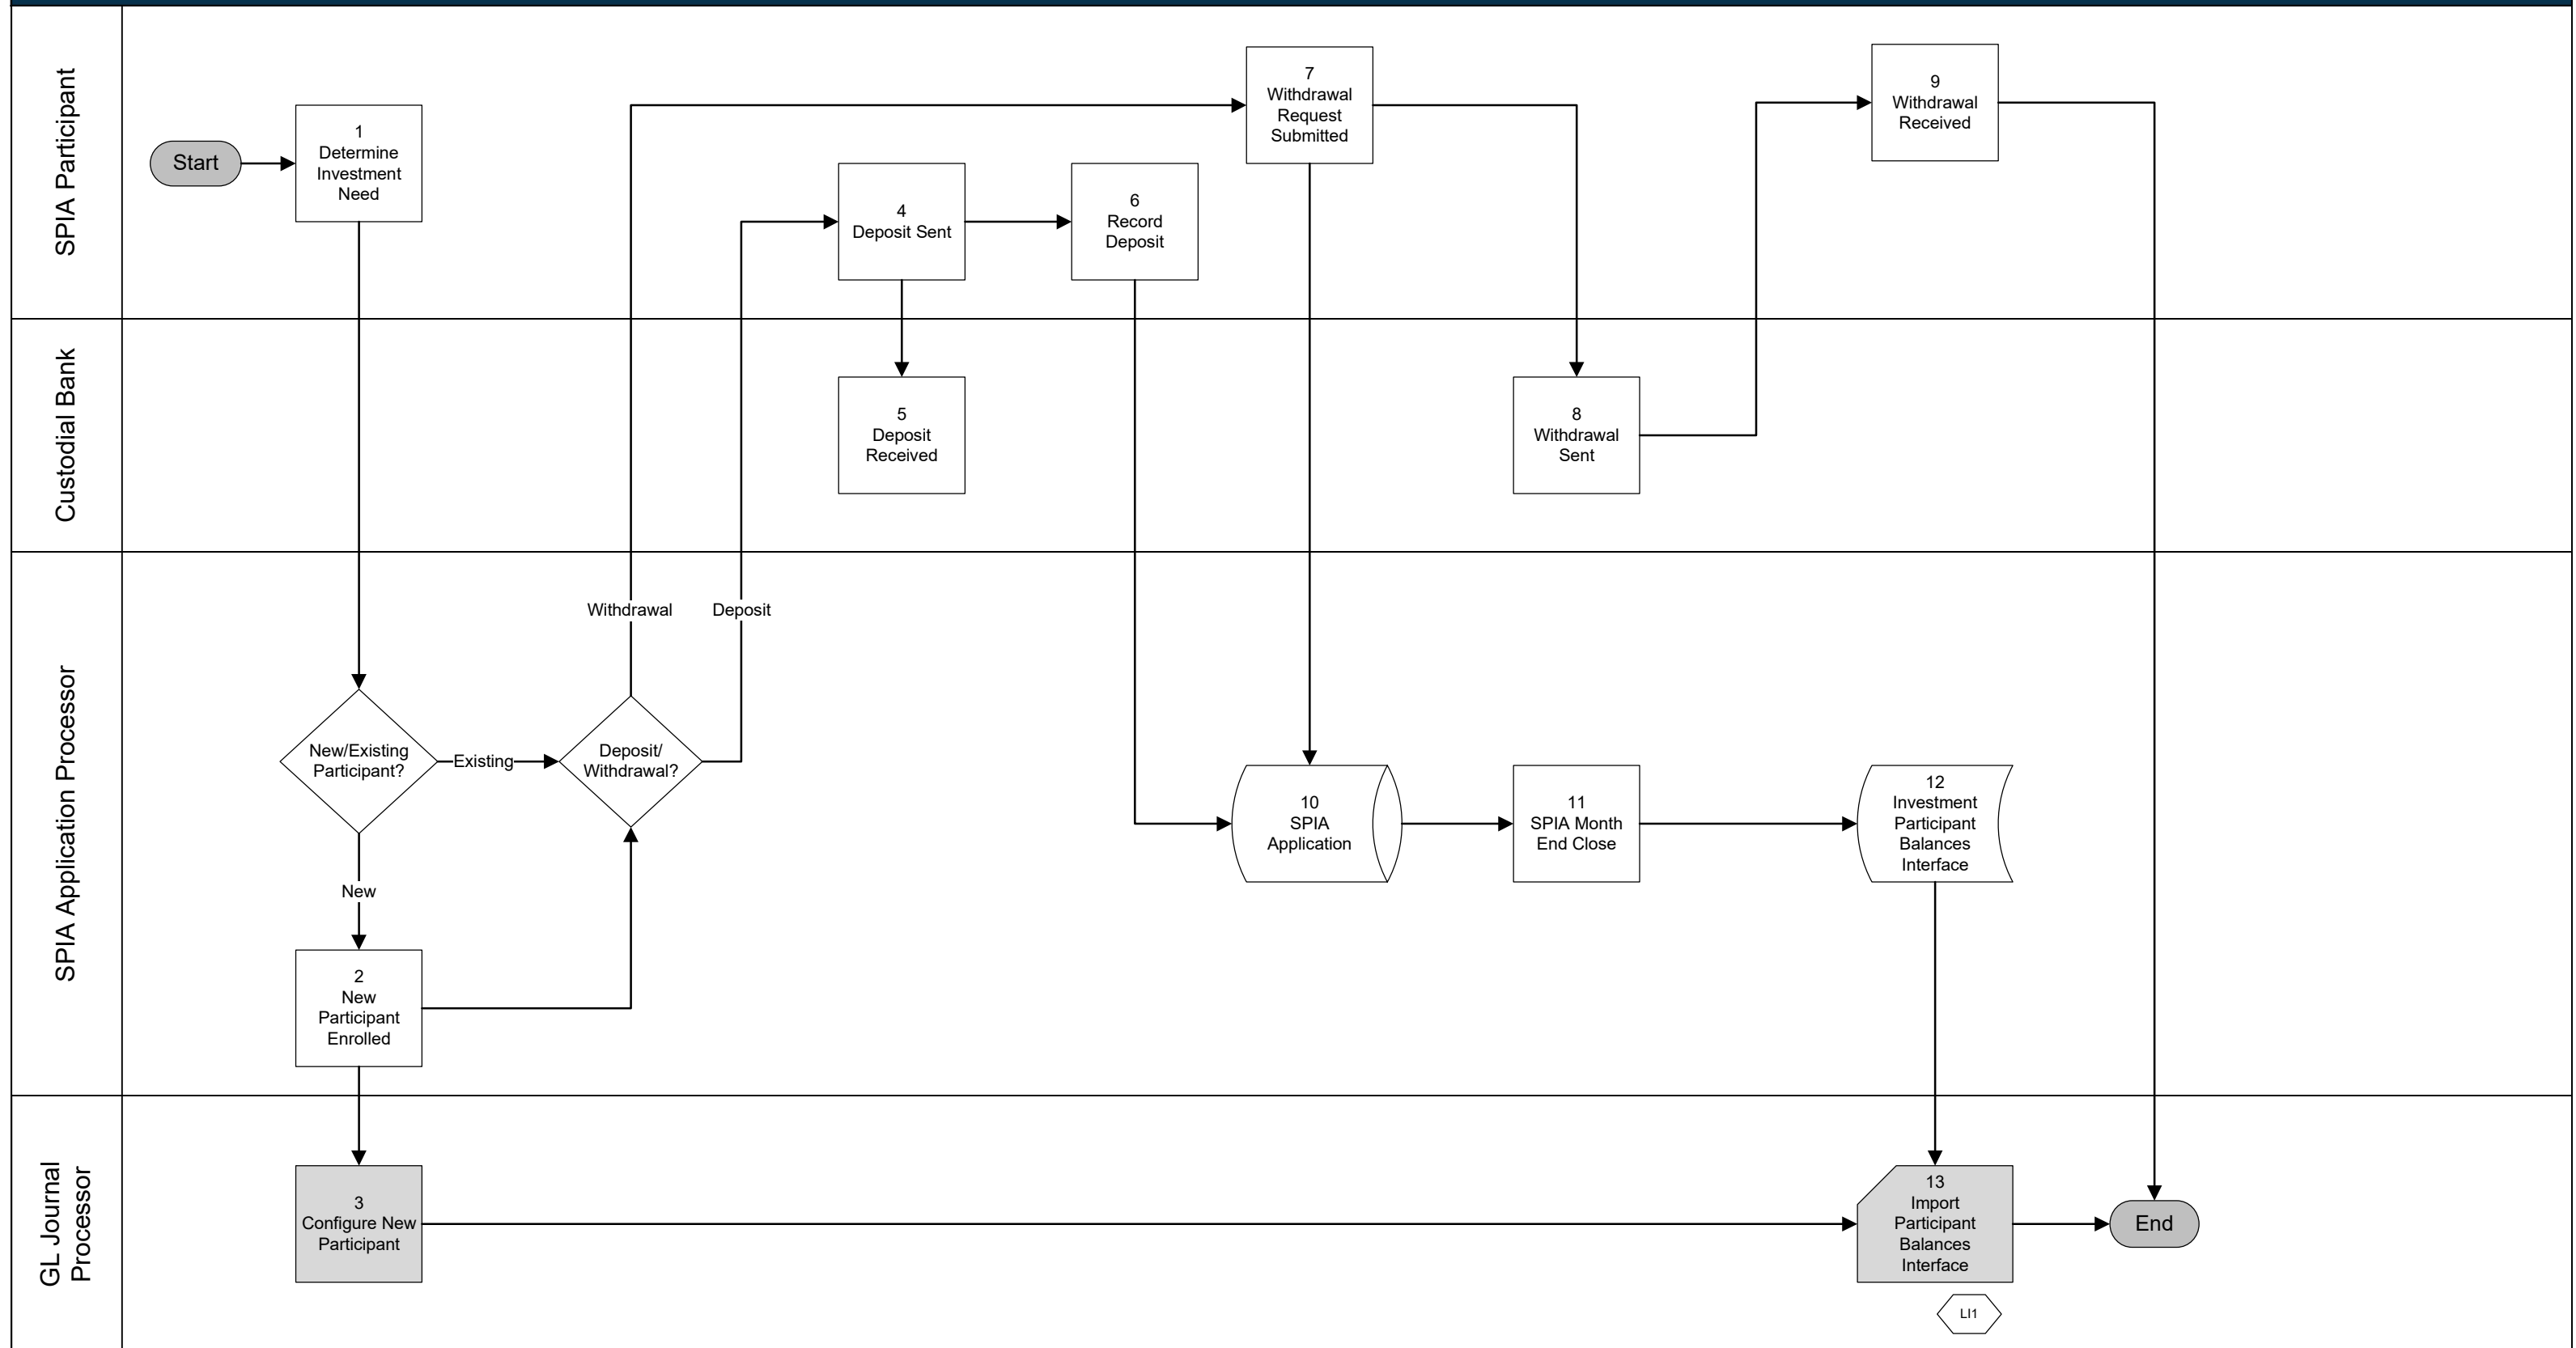 SPIA Participant
Start
1
Determine
Investment
Need
4
Deposit Sent
6
Record
Deposit
7
Withdrawal
Request
Submitted
9
Withdrawal
Received
Custodial Bank
5
Deposit
Received
8
Withdrawal
Sent
SPIA Application Processor
Withdrawal
Deposit
New/Existing
Participant?
Existing
Deposit/
Withdrawal?
New
2
New
Participant
Enrolled
10
SPIA
Application
11
SPIA Month
End Close
12
Investment
Participant
Balances
Interface
GL Journal
Processor
3
Configure New
Participant
13
Import
Participant
Balances
Interface
End
LI1